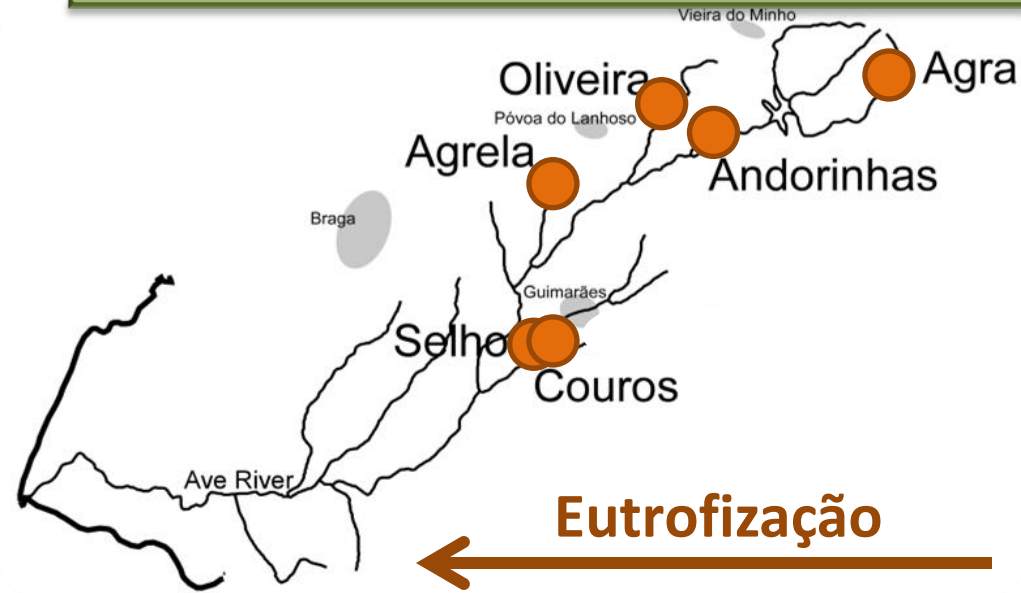 Vieira do Minho
Agra
Oliveira
Póvoa do Lanhoso
Andorinhas
Agrela
Braga
Guimarães
Selho
Couros
Ave River
Eutrofização